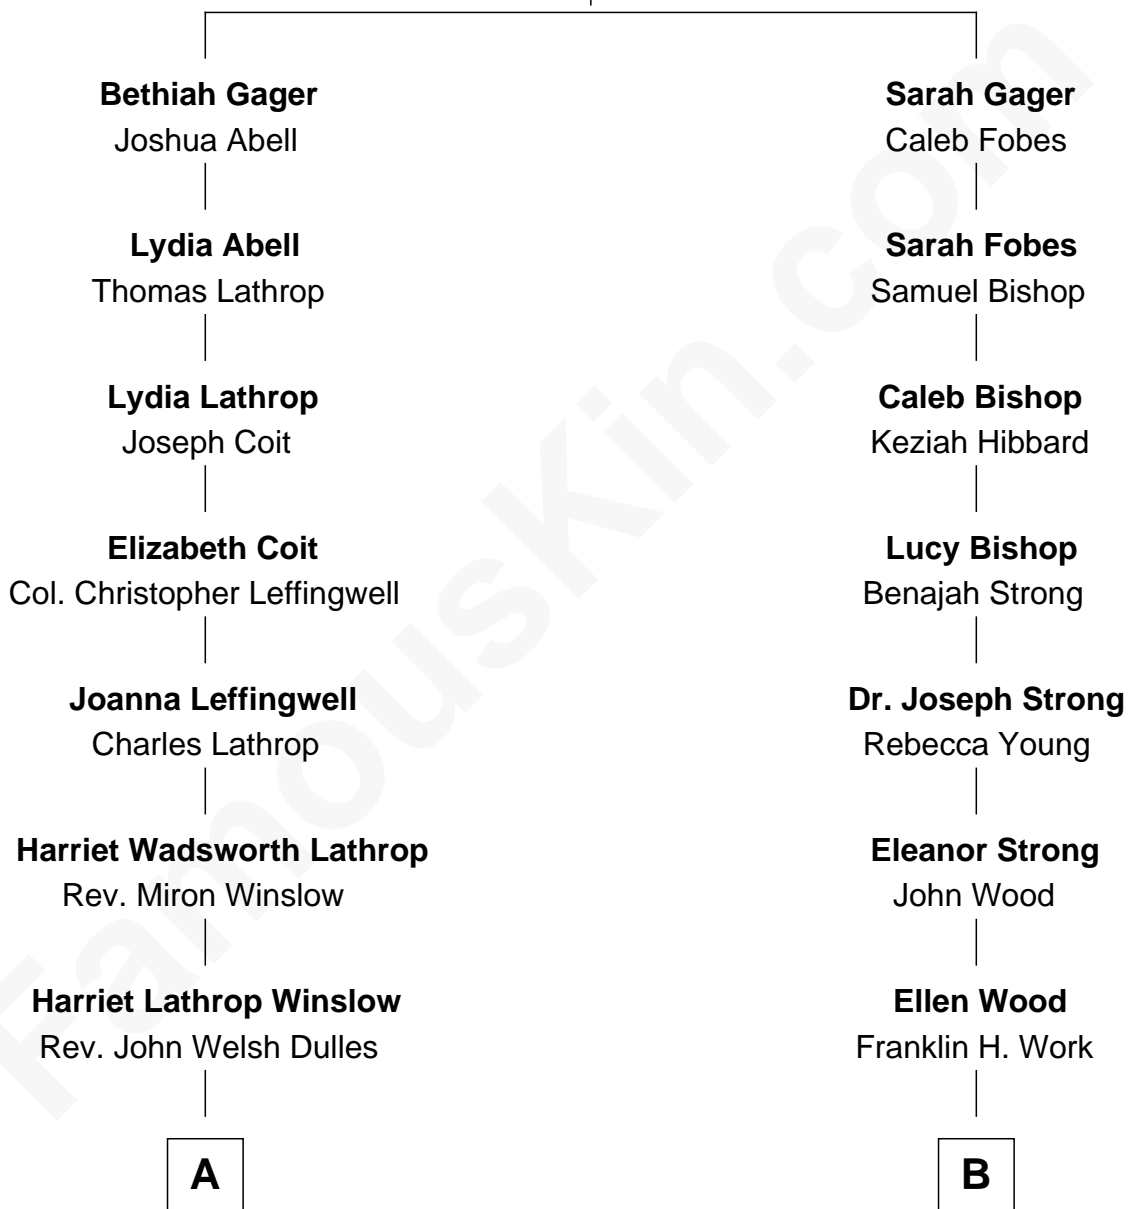 Bethiah Gager
Joshua Abell
Lydia Abell
Thomas Lathrop
Lydia Lathrop
Joseph Coit
Elizabeth Coit
Col. Christopher Leffingwell
Joanna Leffingwell
Charles Lathrop
Harriet Wadsworth Lathrop
Rev. Miron Winslow
Harriet Lathrop Winslow
Rev. John Welsh Dulles
A
Sarah Gager
Caleb Fobes
Sarah Fobes
Samuel Bishop
Caleb Bishop
Keziah Hibbard
Lucy Bishop
Benajah Strong
Dr. Joseph Strong
Rebecca Young
Eleanor Strong
John Wood
Ellen Wood
Franklin H. Work
B
FamousKin.com